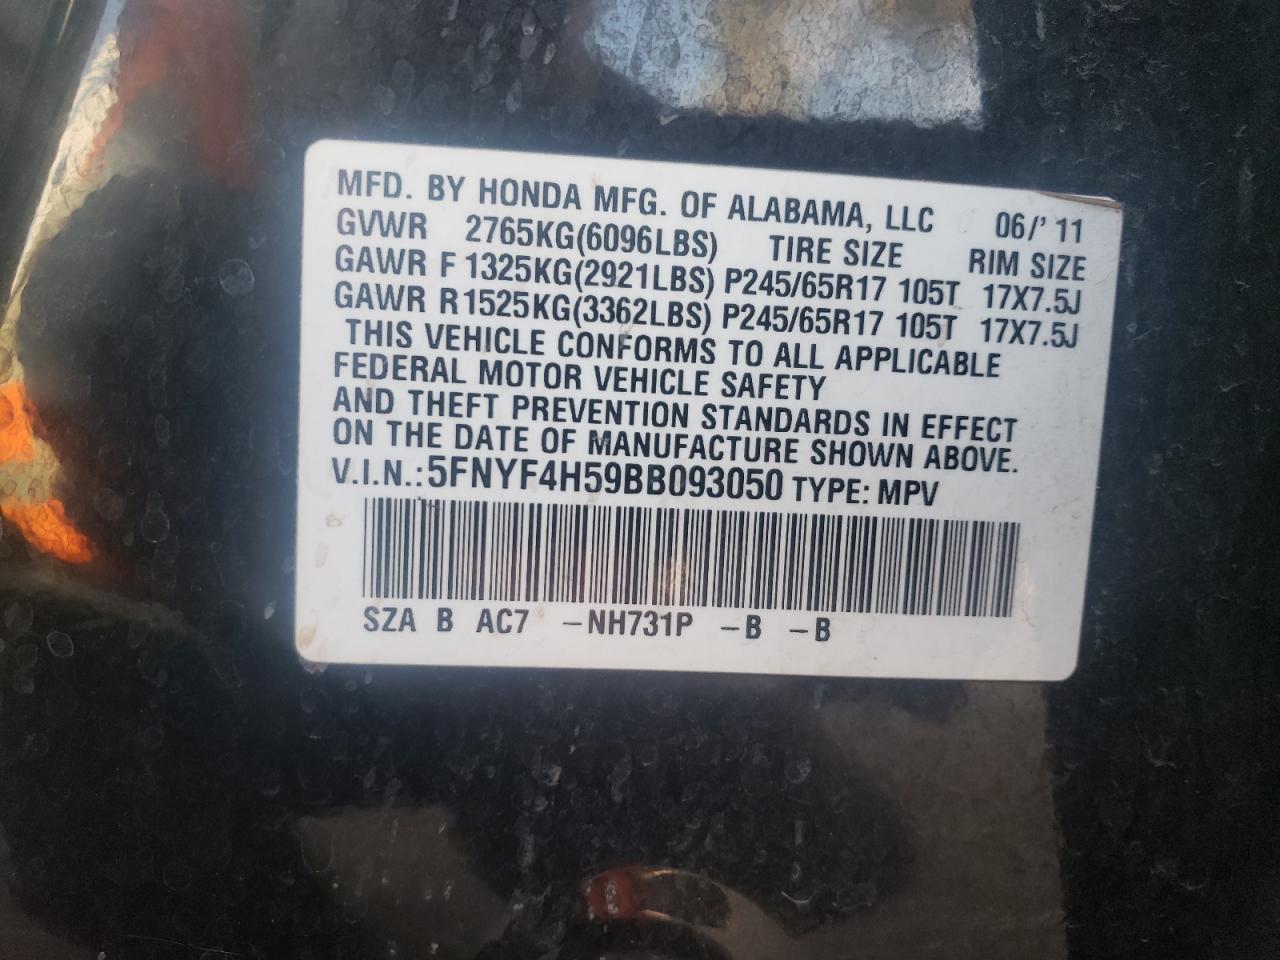 MFD. BY HONDA MFG. OF ALABAMA, LLC 06/' 11
GVWR 2765KG(6096LBS) TIRE SIZE RIM SIZE
GAWR F 1325KG(2921LBS) P245/65R17 105T 17X7.5J
GAWR R 1525KG(3362LBS) P245/65R17 105T 17X7.5J
THIS VEHICLE CONFORMS TO ALL APPLICABLE
FEDERAL MOTOR VEHICLE SAFETY
AND THEFT PREVENTION STANDARDS IN EFFECT
ON THE DATE OF MANUFACTURE SHOWN ABOVE.
V.I.N.: 5FNYF4H59BB093050 TYPE: MPV
SZA B AC7 –NH731P –B –B